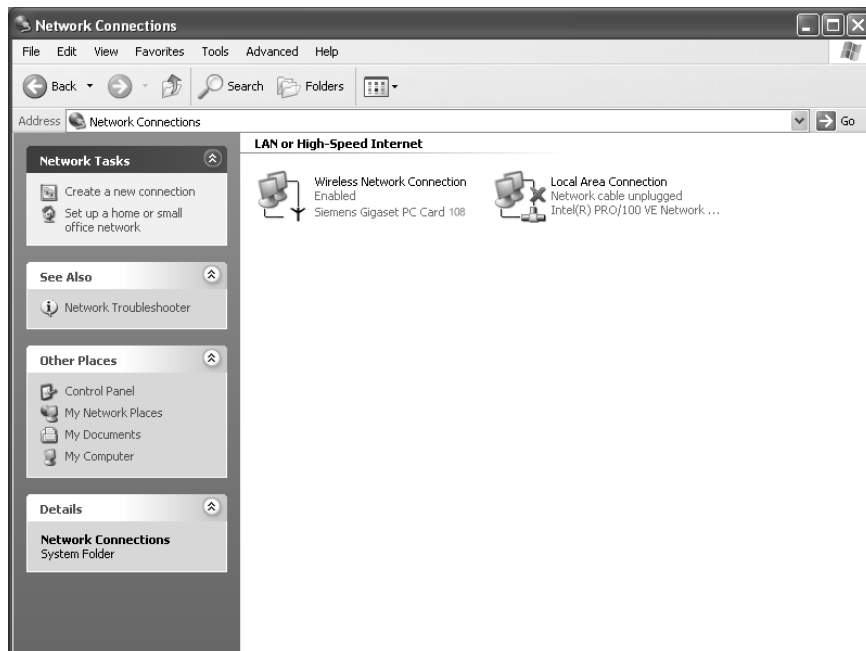 Network Connections
File Edit View Favorites Tools Advanced Help
Back Search Folders
Address Network Connections Go
Network Tasks
Create a new connection
Set up a home or small
office network
See Also
Network Troubleshooter
Other Places
Control Panel
My Network Places
My Documents
My Computer
Details
Network Connections
System Folder
LAN or High-Speed Internet
Wireless Network Connection
Enabled
Siemens Gigaset PC Card 108
Local Area Connection
Network cable unplugged
Intel(R) PRO/100 VE Network ...